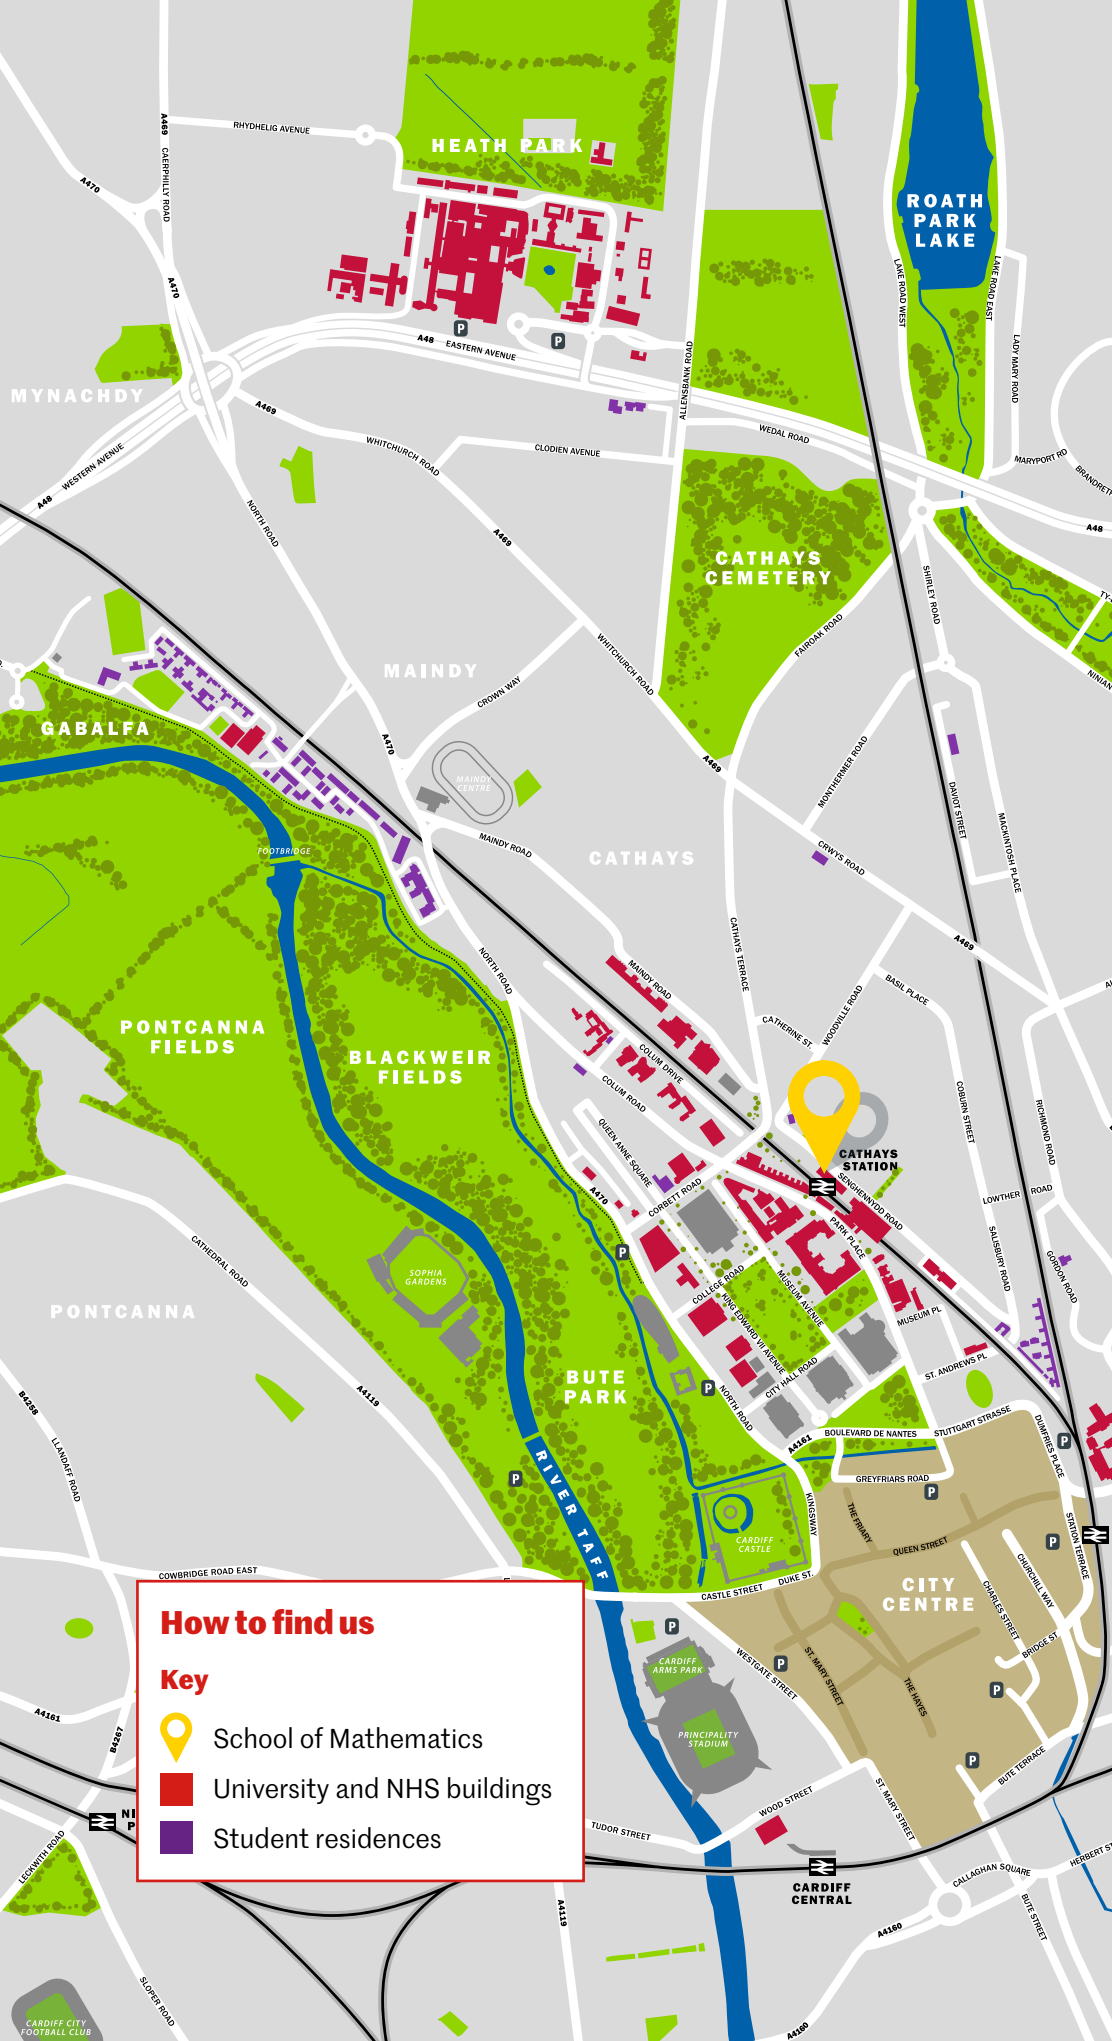 HEATH PARK
ROATH
PARK
LAKE
RHYDHELIG AVENUE
A469
CAERPHILLY ROAD
A470
A470
LAKE ROAD WEST
LAKE ROAD EAST
LADY MARY ROAD
P
P
A48
EASTERN AVENUE
ALLENSBANK ROAD
MYNACHDY
A469
WHITCHURCH ROAD
CLODIEN AVENUE
WEDAL ROAD
MARYPORT RD
WESTERN AVENUE
A48
A48
NORTH ROAD
A469
CATHAYS
CEMETERY
SHIRLEY ROAD
FAIROAK ROAD
WHITCHURCH ROAD
MAINDY
CROWN WAY
GABALFA
A470
A469
MAINDY
CENTRE
MONTHERMER ROAD
DAVIOT STREET
MACKINTOSH PLACE
MAINDY ROAD
CATHAYS
CRWYS ROAD
FOOTBRIDGE
NORTH ROAD
CATHAYS TERRACE
A469
MAINDY ROAD
BASIL PLACE
WOODVILLE ROAD
CATHERINE ST.
PONTCANNA
FIELDS
BLACKWEIR
FIELDS
COLUM DRIVE
COLUM ROAD
COBURN STREET
RICHMOND ROAD
QUEEN ANNE SQUARE
CATHAYS
STATION
SENGHENNYDD ROAD
A470
CORBETT ROAD
PARK PLACE
LOWTHER ROAD
SALISBURY ROAD
GORDON ROAD
P
CATHEDRAL ROAD
SOPHIA
GARDENS
COLLEGE ROAD
MUSEUM AVENUE
KING EDWARD VII AVENUE
MUSEUM PL
PONTCANNA
BUTE
PARK
P
CITY HALL ROAD
ST. ANDREWS PL
NORTH ROAD
B4258
A4119
LLANDAFF ROAD
A4161
BOULEVARD DE NANTES
STUTTGART STRASSE
DUMFRIES PLACE
P
P
RIVER TAFF
GREYFRIARS ROAD
P
KINGSWAY
THE FRIARY
STATION TERRACE
CARDIFF
CASTLE
QUEEN STREET
P
CITY
CENTRE
CHURCHILL WAY
CHARLES STREET
COWBRIDGE ROAD EAST
CASTLE STREET
DUKE ST.
P
CARDIFF
ARMS PARK
WESTGATE STREET
P
ST. MARY STREET
THE HAYES
BRIDGE ST
P
PRINCIPALITY
STADIUM
P
BUTE TERRACE
How to find us
Key
School of Mathematics
University and NHS buildings
Student residences
A4161
B4267
LECKWITH ROAD
WOOD STREET
ST. MARY STREET
TUDOR STREET
CARDIFF
CENTRAL
CALLAGHAN SQUARE
A4119
A4160
BUTE STREET
SLOPER ROAD
CARDIFF CITY
FOOTBALL CLUB
A4160